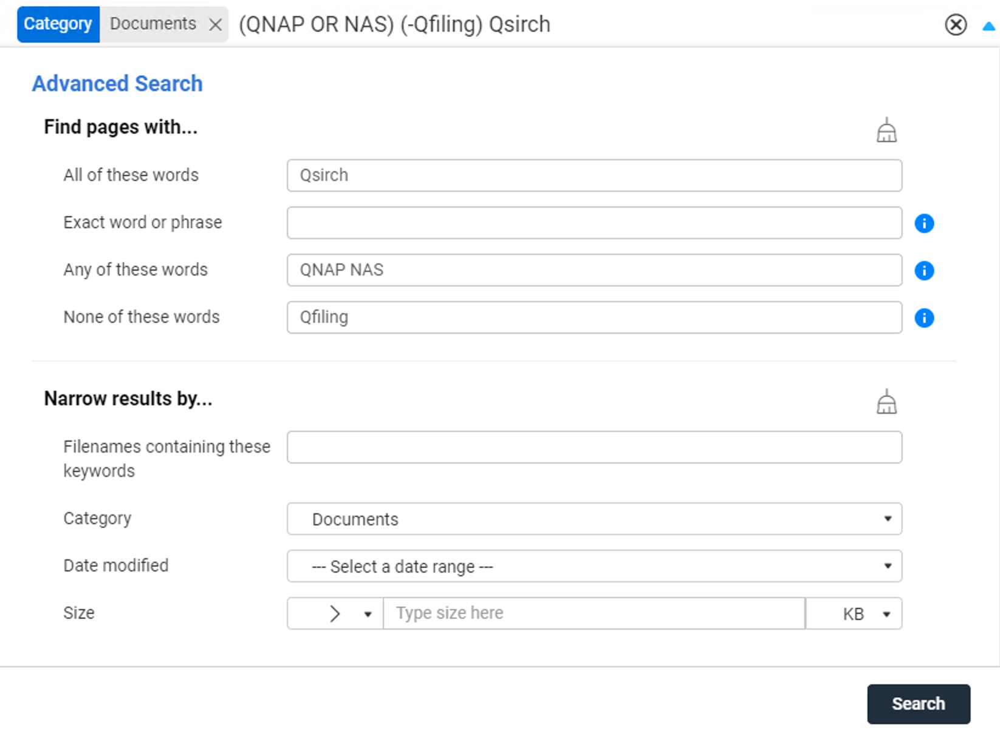 Category Documents (QNAP OR NAS) (-Qfiling) Qsirch
Advanced Search
Find pages with...
All of these words Qsirch
Exact word or phrase
Any of these words QNAP NAS
None of these words Qfiling
Narrow results by...
Filenames containing these
keywords
Category Documents
Date modified --- Select a date range ---
Size > Type size here KB
Search